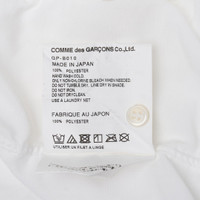 COMME des GARÇONS Co.,Ltd.
GP-B010
MADE IN JAPAN
100% POLYESTER
HAND WASH COLD.
ONLY NON-CHLORINE BLEACH WHEN NEEDED.
DO NOT TUMBLE DRY. LINE DRY IN SHADE.
DO NOT IRON.
DO NOT DRYCLEAN.
USE A LAUNDRY NET
FABRIQUE AU JAPON
100% POLYESTER
UTILISER UN FILET A LINGE